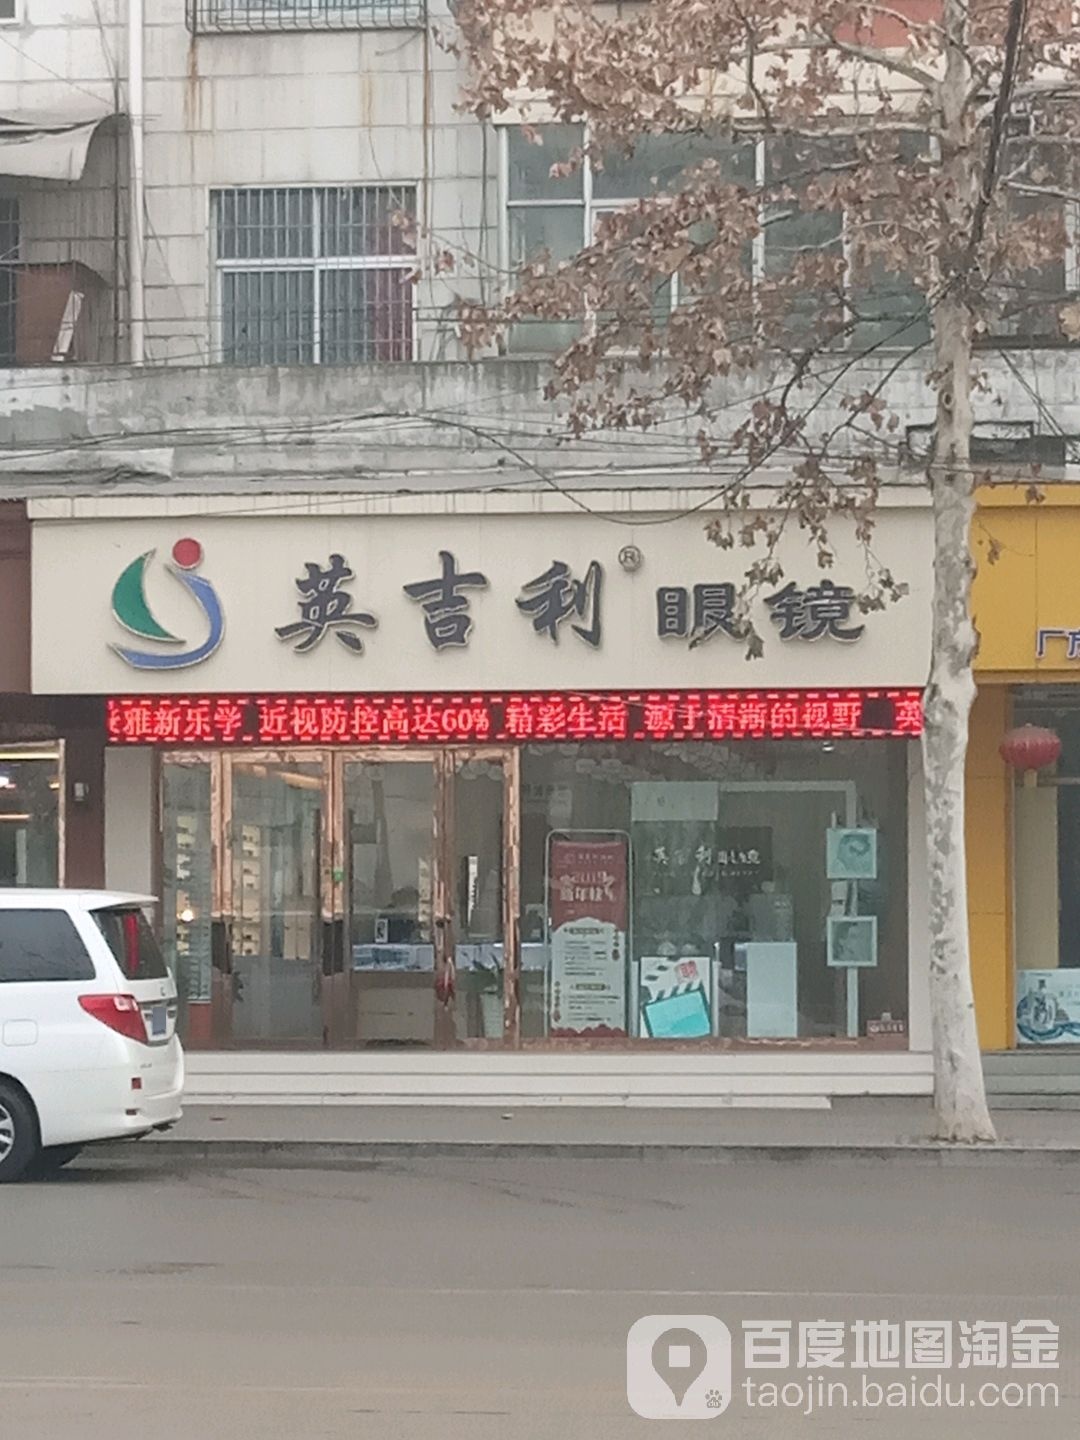 英吉利® 眼镜
雅新乐学 近视防控高达60% 精彩生活 源于清晰的视野 英
广东
英吉利眼镜
百度地图淘金
taojin.baidu.com